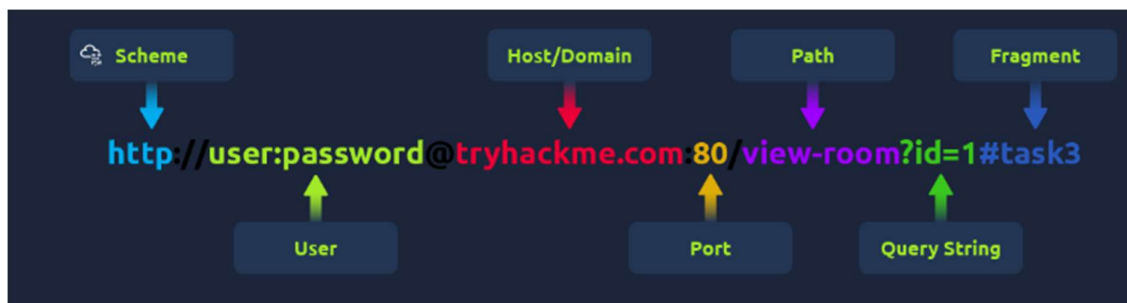 Scheme Host/Domain Path Fragment
http://user:password@tryhackme.com:80/view-room?id=1#task3
User Port Query String